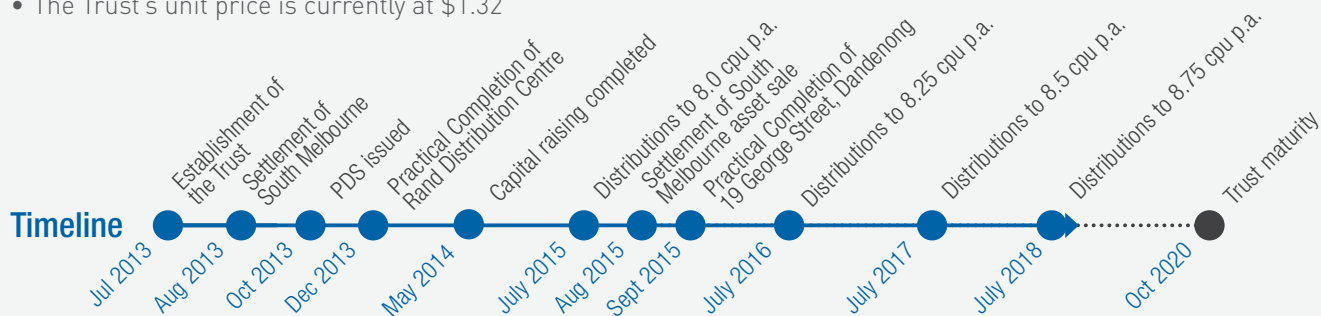 • The Trust's unit price is currently at $1.32
Establishment of
the Trust
Settlement of
South Melbourne
PDS issued
Practical Completion of
Rand Distribution Centre
Capital raising completed
Distributions to 8.0 cpu p.a.
Settlement of South
Melbourne asset sale
Practical Completion of
19 George Street, Dandenong
Distributions to 8.25 cpu p.a.
Distributions to 8.5 cpu p.a.
Distributions to 8.75 cpu p.a.
Trust maturity
Timeline
Jul 2013
Aug 2013
Oct 2013
Dec 2013
May 2014
July 2015
Aug 2015
Sept 2015
July 2016
July 2017
July 2018
Oct 2020